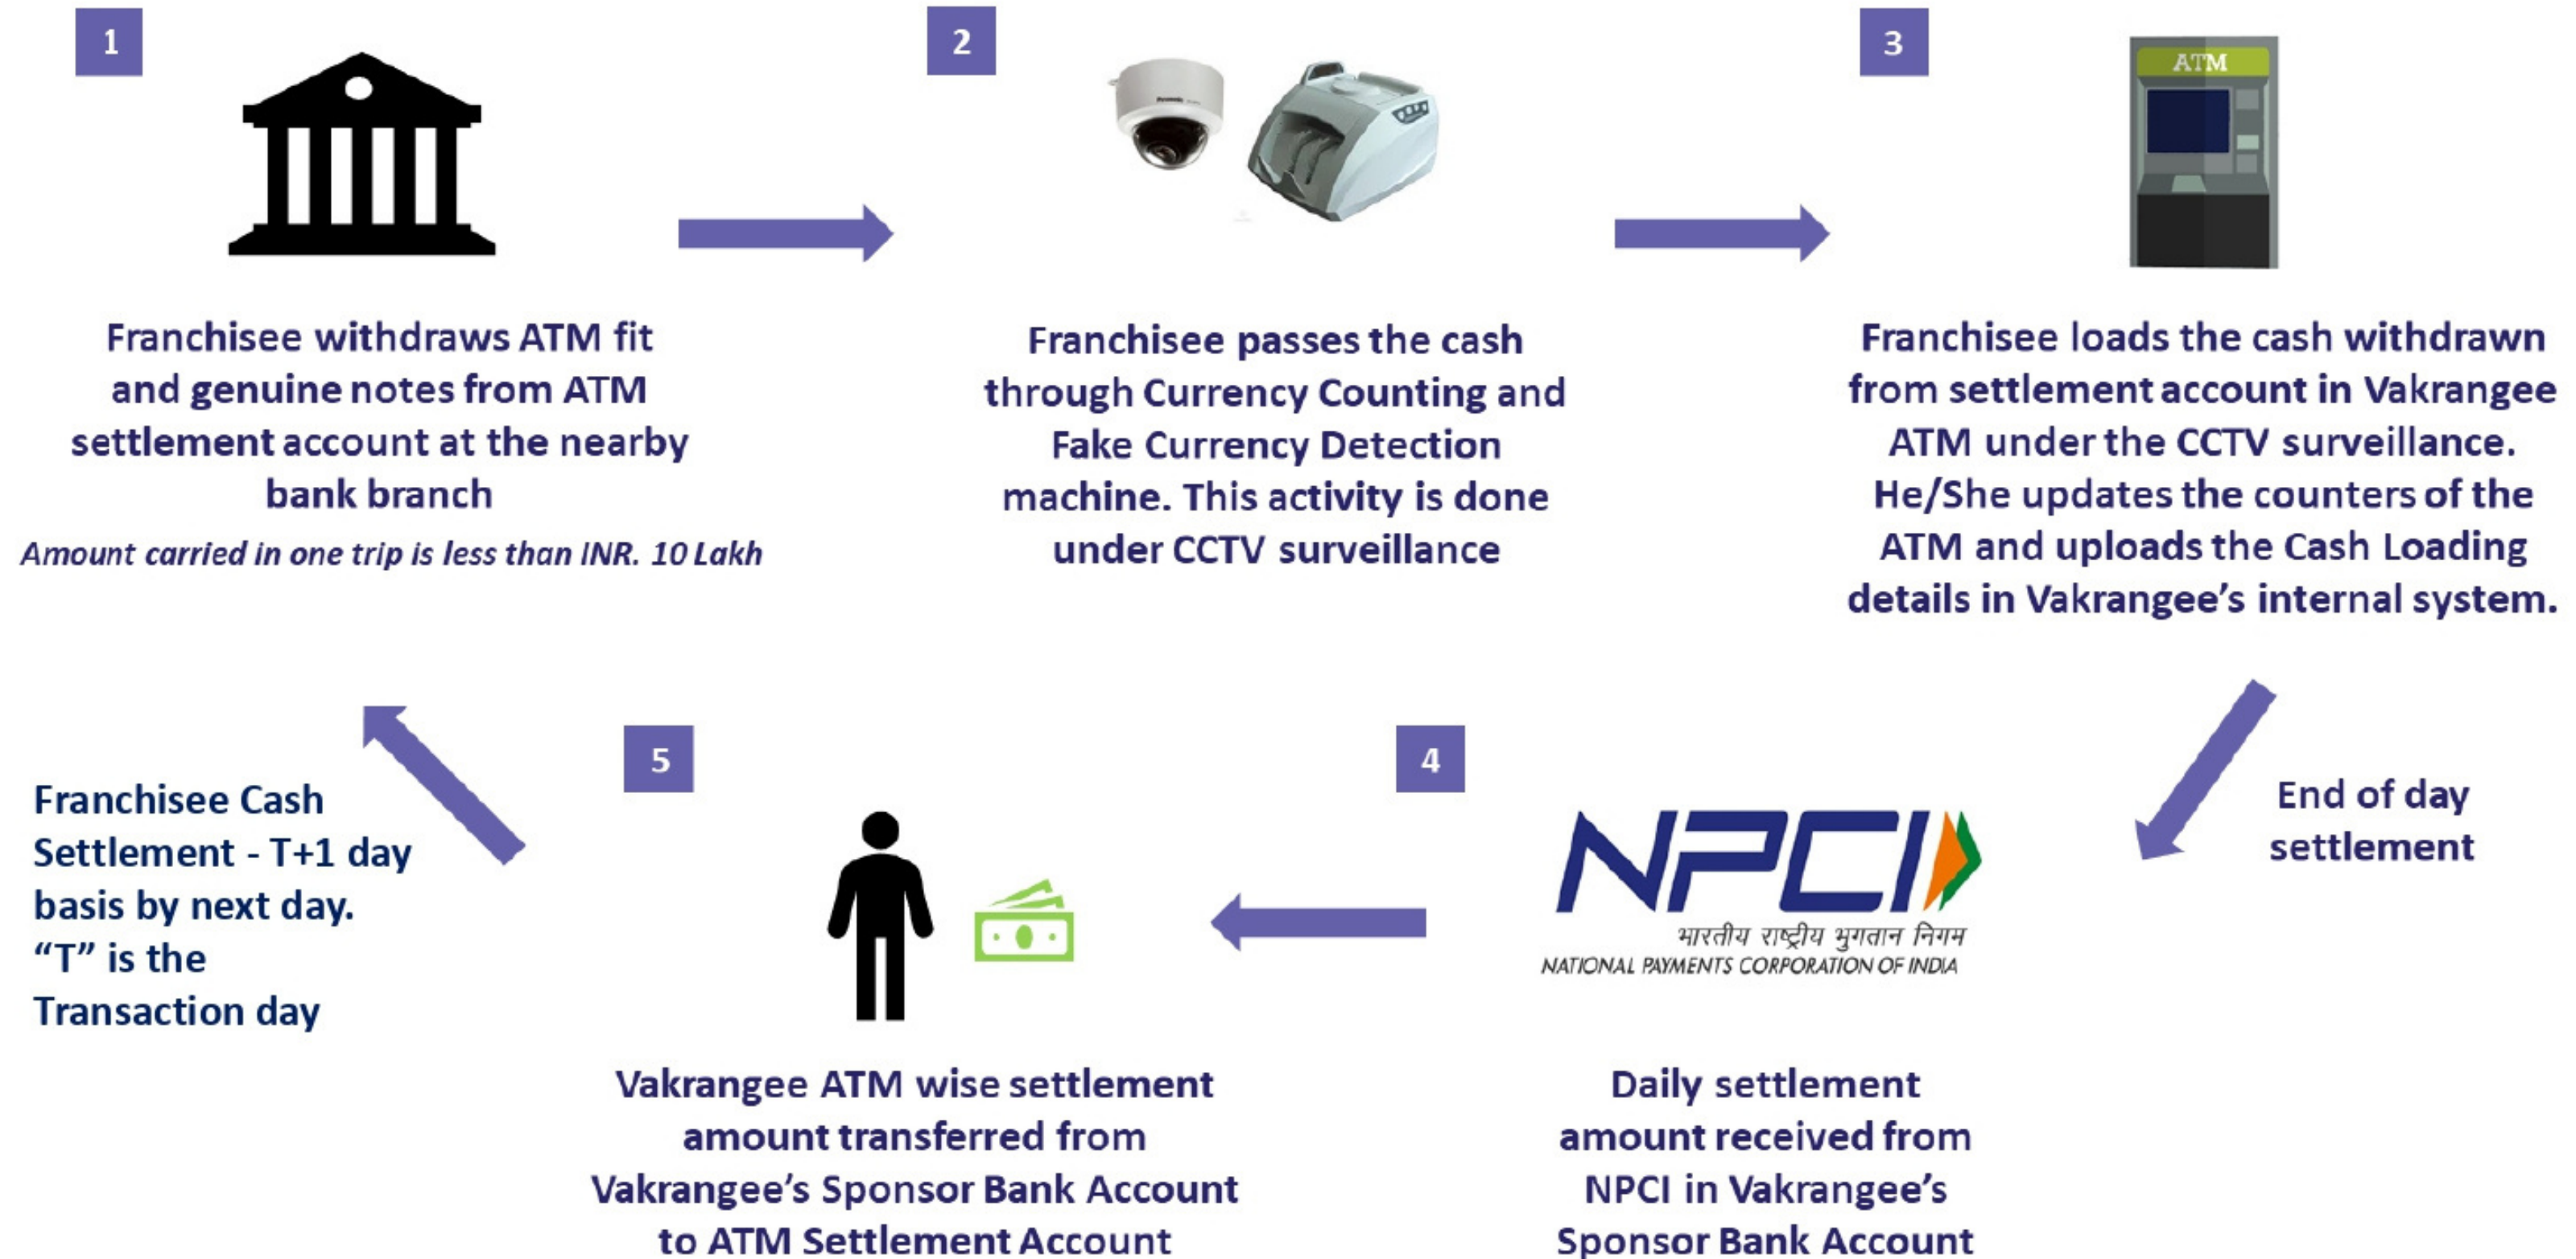 1
Franchisee withdraws ATM fit
and genuine notes from ATM
settlement account at the nearby
bank branch
Amount carried in one trip is less than INR. 10 Lakh
2
Franchisee passes the cash
through Currency Counting and
Fake Currency Detection
machine. This activity is done
under CCTV surveillance
3
ATM
Franchisee loads the cash withdrawn
from settlement account in Vakrangee
ATM under the CCTV surveillance.
He/She updates the counters of the
ATM and uploads the Cash Loading
details in Vakrangee’s internal system.
End of day
settlement
4
NPCI
भारतीय राष्ट्रीय भुगतान निगम
NATIONAL PAYMENTS CORPORATION OF INDIA
Daily settlement
amount received from
NPCI in Vakrangee’s
Sponsor Bank Account
5
Vakrangee ATM wise settlement
amount transferred from
Vakrangee’s Sponsor Bank Account
to ATM Settlement Account
Franchisee Cash
Settlement - T+1 day
basis by next day.
“T” is the
Transaction day